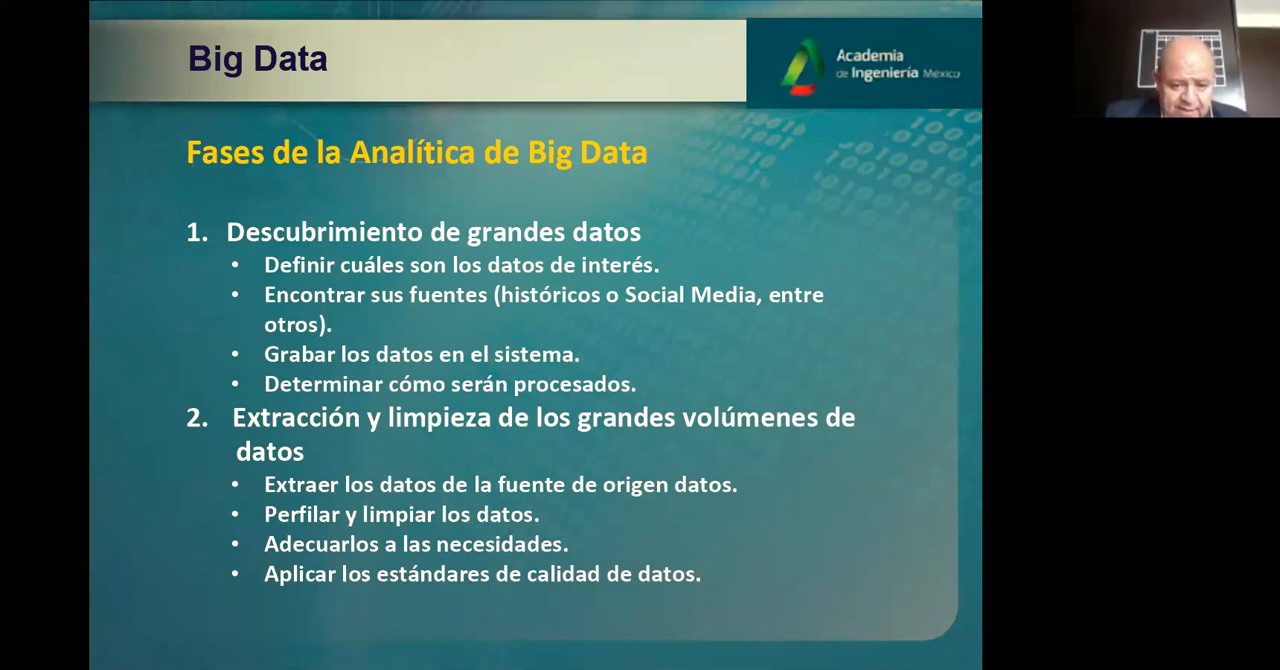 Big Data
Academia
de Ingeniería México
Fases de la Analítica de Big Data
1. Descubrimiento de grandes datos
• Definir cuáles son los datos de interés.
• Encontrar sus fuentes (históricos o Social Media, entre
otros).
• Grabar los datos en el sistema.
• Determinar cómo serán procesados.
2. Extracción y limpieza de los grandes volúmenes de
datos
• Extraer los datos de la fuente de origen datos.
• Perfilar y limpiar los datos.
• Adecuarlos a las necesidades.
• Aplicar los estándares de calidad de datos.